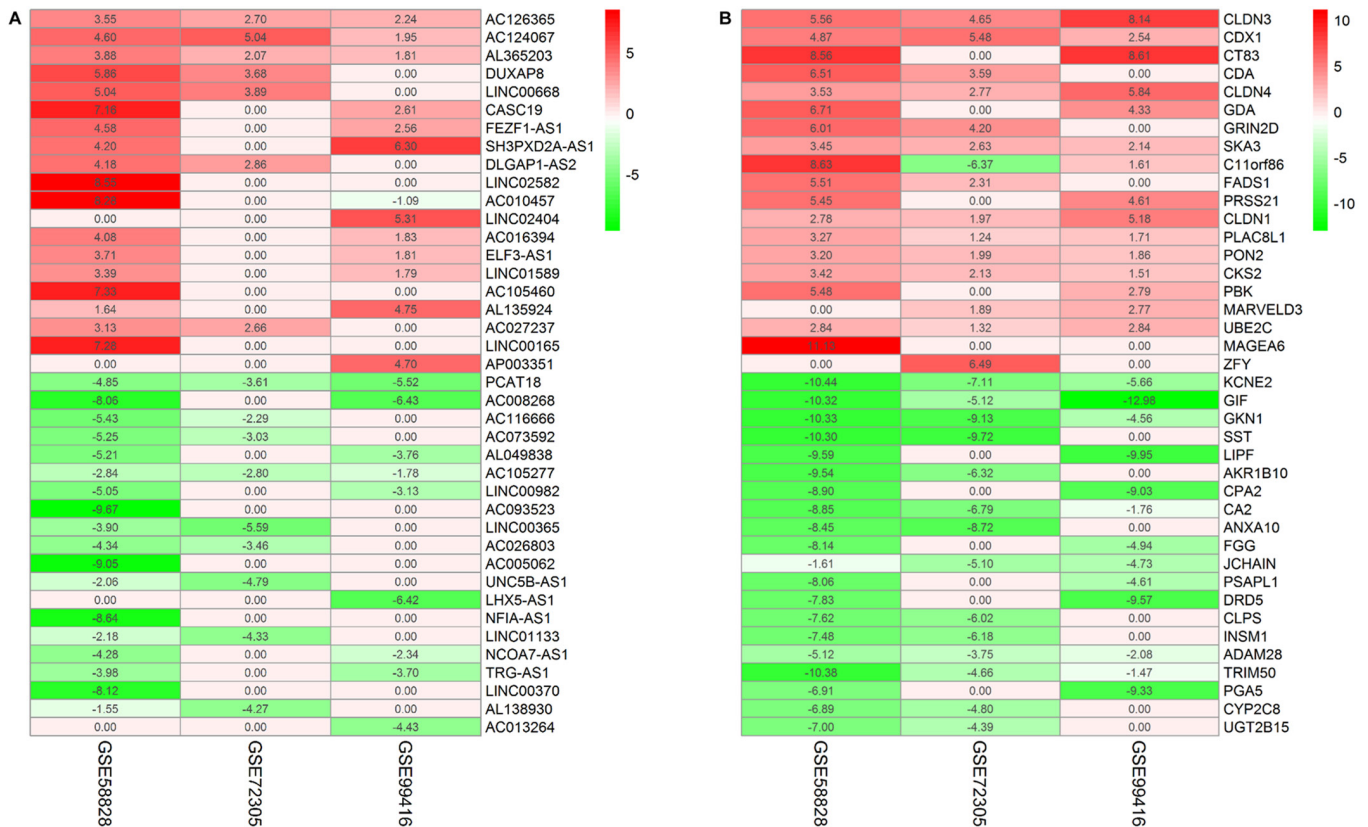 A
3.55 2.70 2.24 AC126365
4.60 5.04 1.95 AC124067
3.88 2.07 1.81 AL365203
5.86 3.68 0.00 DUXAP8
5.04 3.89 0.00 LINC00668
7.16 0.00 2.61 CASC19
4.58 0.00 2.56 FEZF1-AS1
4.20 0.00 6.30 SH3PXD2A-AS1
4.18 2.86 0.00 DLGAP1-AS2
0.00 0.00 LINC02582
0.00 -1.09 AC010457
0.00 0.00 5.31 LINC02404
4.08 0.00 1.83 AC016394
3.71 0.00 1.81 ELF3-AS1
3.39 0.00 1.79 LINC01589
7.33 0.00 0.00 AC105460
1.64 0.00 4.75 AL135924
3.13 2.66 0.00 AC027237
7.28 0.00 0.00 LINC00165
0.00 0.00 4.70 AP003351
-4.85 -3.61 -5.52 PCAT18
-8.06 0.00 -6.43 AC008268
-5.43 -2.29 0.00 AC116666
-5.25 -3.03 0.00 AC073592
-5.21 0.00 -3.76 AL049838
-2.84 -2.80 -1.78 AC105277
-5.05 0.00 -3.13 LINC00982
-9.67 0.00 0.00 AC093523
-3.90 -5.59 0.00 LINC00365
-4.34 -3.46 0.00 AC026803
-9.05 0.00 0.00 AC005062
-2.06 -4.79 0.00 UNC5B-AS1
0.00 0.00 -6.42 LHX5-AS1
-8.64 0.00 0.00 NFIA-AS1
-2.18 -4.33 0.00 LINC01133
-4.28 0.00 -2.34 NCOA7-AS1
-3.98 0.00 -3.70 TRG-AS1
-8.12 0.00 0.00 LINC00370
-1.55 -4.27 0.00 AL138930
0.00 0.00 -4.43 AC013264
GSE58828 GSE72305 GSE99416
5
0
-5
B
5.56 4.65 8.14 CLDN3
4.87 5.48 2.54 CDX1
8.56 0.00 8.61 CT83
6.51 3.59 0.00 CDA
3.53 2.77 5.84 CLDN4
6.71 0.00 4.33 GDA
6.01 4.20 0.00 GRIN2D
3.45 2.63 2.14 SKA3
8.63 -6.37 1.61 C11orf86
5.51 2.31 0.00 FADS1
5.45 0.00 4.61 PRSS21
2.78 1.97 5.18 CLDN1
3.27 1.24 1.71 PLAC8L1
3.20 1.99 1.86 PON2
3.42 2.13 1.51 CKS2
5.48 0.00 2.79 PBK
0.00 1.89 2.77 MARVELD3
2.84 1.32 2.84 UBE2C
0.00 0.00 MAGEA6
0.00 6.49 0.00 ZFY
-10.44 -7.11 -5.66 KCNE2
-10.32 -5.12 -12.98 GIF
-10.33 -9.13 -4.56 GKN1
-10.30 -9.72 0.00 SST
-9.59 0.00 -9.95 LIPF
-9.54 -6.32 0.00 AKR1B10
-8.90 0.00 -9.03 CPA2
-8.85 -6.79 -1.76 CA2
-8.45 -8.72 0.00 ANXA10
-8.14 0.00 -4.94 FGG
-1.61 -5.10 -4.73 JCHAIN
-8.06 0.00 -4.61 PSAPL1
-7.83 0.00 -9.57 DRD5
-7.62 -6.02 0.00 CLPS
-7.48 -6.18 0.00 INSM1
-5.12 -3.75 -2.08 ADAM28
-10.38 -4.66 -1.47 TRIM50
-6.91 0.00 -9.33 PGA5
-6.89 -4.80 0.00 CYP2C8
-7.00 -4.39 0.00 UGT2B15
GSE58828 GSE72305 GSE99416
10
5
0
-5
-10